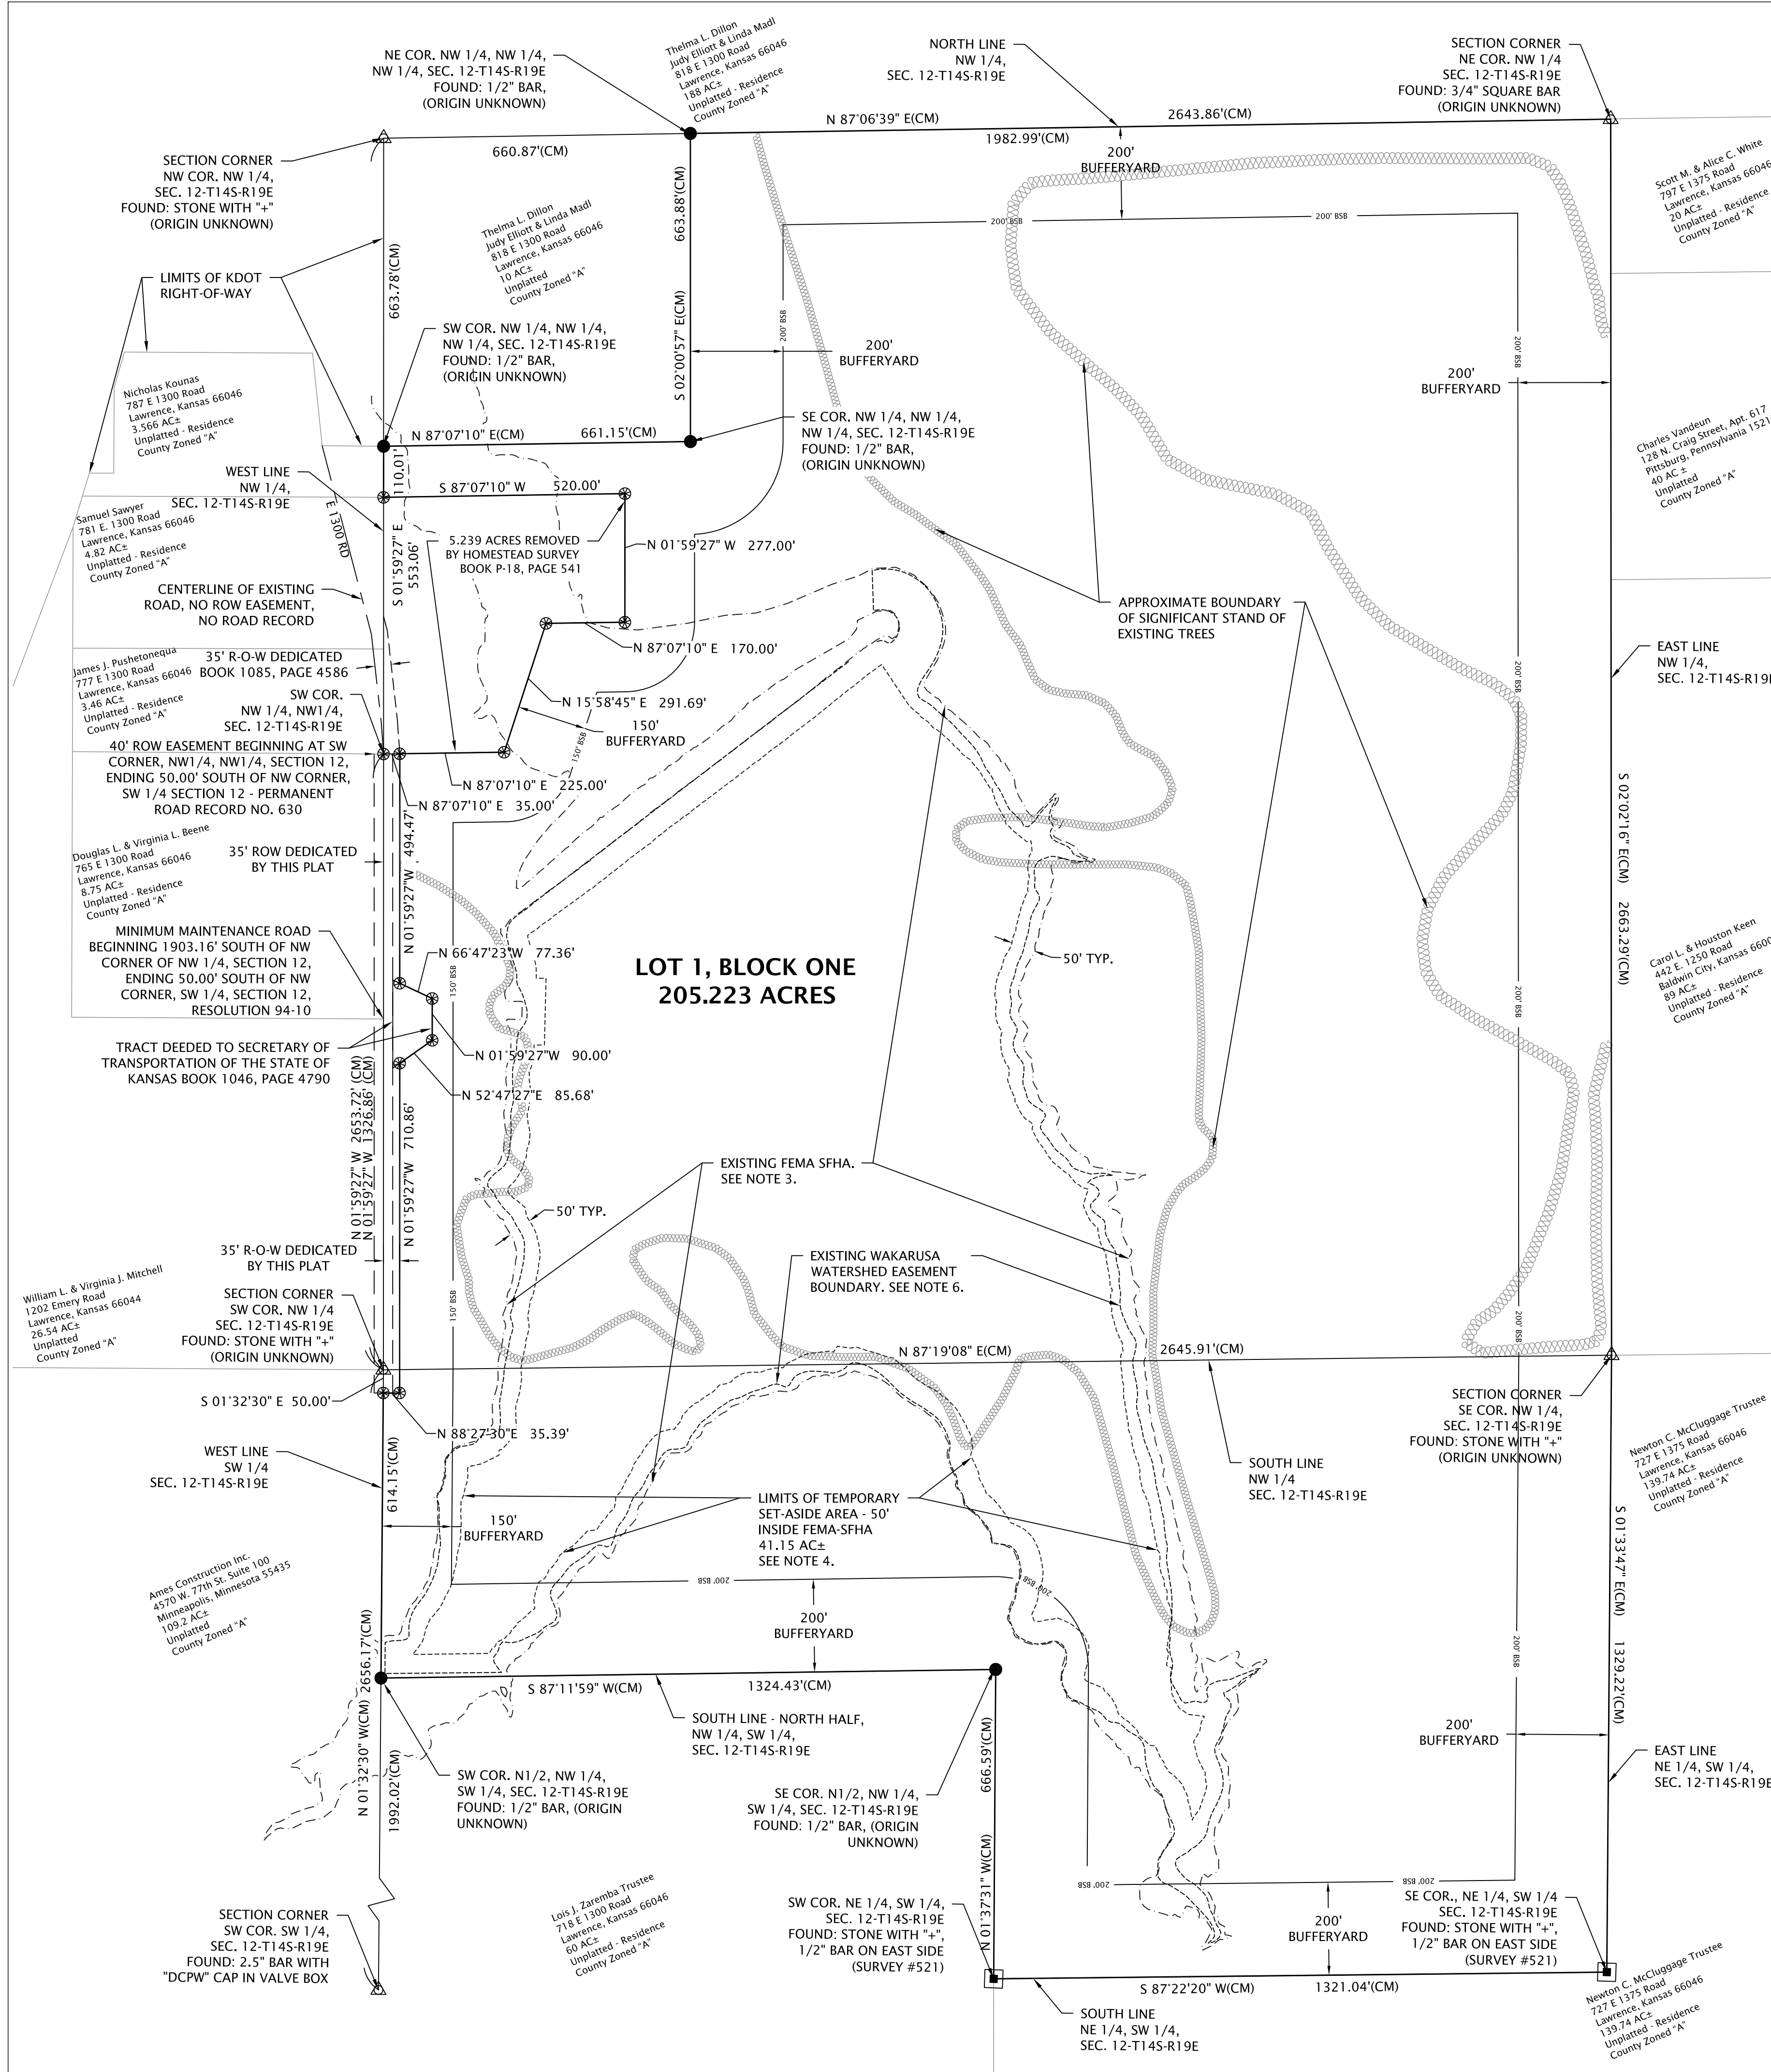 NE COR. NW 1/4, NW 1/4,
NW 1/4, SEC. 12-T14S-R19E
FOUND: 1/2" BAR,
(ORIGIN UNKNOWN)
Thelma L. Dillon
Judy Elliott & Linda Madl
818 E 1300 Road
Lawrence, Kansas 66046
188 AC±
Unplatted - Residence
County Zoned "A"
NORTH LINE
NW 1/4,
SEC. 12-T14S-R19E
SECTION CORNER
NE COR. NW 1/4
SEC. 12-T14S-R19E
FOUND: 3/4" SQUARE BAR
(ORIGIN UNKNOWN)
N 87°06'39" E(CM)
2643.86'(CM)
660.87'(CM)
1982.99'(CM)
200'
BUFFERYARD
SECTION CORNER
NW COR. NW 1/4,
SEC. 12-T14S-R19E
FOUND: STONE WITH "+"
(ORIGIN UNKNOWN)
Scott M. & Alice C. White
797 E 1375 Road
Lawrence, Kansas 66046
20 AC±
Unplatted - Residence
County Zoned "A"
Thelma L. Dillon
Judy Elliott & Linda Madl
818 E 1300 Road
Lawrence, Kansas 66046
10 AC±
Unplatted
County Zoned "A"
663.88'(CM)
S 02°00'57" E(CM)
200' BSB
200' BSB
LIMITS OF KDOT
RIGHT-OF-WAY
663.78'(CM)
200' BSB
200' BSB
SW COR. NW 1/4, NW 1/4,
NW 1/4, SEC. 12-T14S-R19E
FOUND: 1/2" BAR,
(ORIGIN UNKNOWN)
200'
BUFFERYARD
200'
BUFFERYARD
Nicholas Kounas
787 E 1300 Road
Lawrence, Kansas 66046
3.566 AC±
Unplatted - Residence
County Zoned "A"
SE COR. NW 1/4, NW 1/4,
NW 1/4, SEC. 12-T14S-R19E
FOUND: 1/2" BAR,
(ORIGIN UNKNOWN)
Charles Vandeun
128 N. Craig Street, Apt. 617
Pittsburg, Pennsylvania 1521
40 AC ±
Unplatted
County Zoned "A"
N 87°07'10" E(CM)
661.15'(CM)
110.01'
WEST LINE
NW 1/4,
SEC. 12-T14S-R19E
S 87°07'10" W
520.00'
Samuel Sawyer
781 E. 1300 Road
Lawrence, Kansas 66046
4.82 AC±
Unplatted - Residence
County Zoned "A"
E 1300 RD
S 01°59'27" E
553.06'
5.239 ACRES REMOVED
BY HOMESTEAD SURVEY
BOOK P-18, PAGE 541
N 01°59'27" W 277.00'
CENTERLINE OF EXISTING
ROAD, NO ROW EASEMENT,
NO ROAD RECORD
APPROXIMATE BOUNDARY
OF SIGNIFICANT STAND OF
EXISTING TREES
N 87°07'10" E 170.00'
EAST LINE
NW 1/4,
SEC. 12-T14S-R19E
James J. Pushetonequa
777 E 1300 Road
Lawrence, Kansas 66046
3.46 AC±
Unplatted - Residence
County Zoned "A"
35' R-O-W DEDICATED
BOOK 1085, PAGE 4586
200' BSB
N 15°58'45" E 291.69'
150'
BUFFERYARD
150' BSB
SW COR.
NW 1/4, NW1/4,
SEC. 12-T14S-R19E
40' ROW EASEMENT BEGINNING AT SW
CORNER, NW1/4, NW1/4, SECTION 12,
ENDING 50.00' SOUTH OF NW CORNER,
SW 1/4 SECTION 12 - PERMANENT
ROAD RECORD NO. 630
N 87°07'10" E 225.00'
N 87°07'10" E 35.00'
S 02°02'16" E(CM) 2663.29'(CM)
Douglas L. & Virginia L. Beene
765 E 1300 Road
Lawrence, Kansas 66046
8.75 AC±
Unplatted - Residence
County Zoned "A"
35' ROW DEDICATED
BY THIS PLAT
N 01°59'27"W 494.47'
MINIMUM MAINTENANCE ROAD
BEGINNING 1903.16' SOUTH OF NW
CORNER OF NW 1/4, SECTION 12,
ENDING 50.00' SOUTH OF NW
CORNER, SW 1/4, SECTION 12,
RESOLUTION 94-10
N 66°47'23"W 77.36'
150' BSB
LOT 1, BLOCK ONE
205.223 ACRES
50' TYP.
Carol L. & Houston Keen
442 E. 1250 Road
Baldwin City, Kansas 6600
89 AC±
Unplatted - Residence
County Zoned "A"
200' BSB
TRACT DEEDED TO SECRETARY OF
TRANSPORTATION OF THE STATE OF
KANSAS BOOK 1046, PAGE 4790
N 01°59'27"W 90.00'
N 52°47'27"E 85.68'
N 01°59'27" W 2653.72' (CM)
N 01°59'27" W 1326.86' (CM)
N 01°59'27"W 710.86'
EXISTING FEMA SFHA.
SEE NOTE 3.
50' TYP.
35' R-O-W DEDICATED
BY THIS PLAT
EXISTING WAKARUSA
WATERSHED EASEMENT
BOUNDARY. SEE NOTE 6.
William L. & Virginia J. Mitchell
1202 Emery Road
Lawrence, Kansas 66044
26.54 AC±
Unplatted
County Zoned "A"
SECTION CORNER
SW COR. NW 1/4
SEC. 12-T14S-R19E
FOUND: STONE WITH "+"
(ORIGIN UNKNOWN)
150' BSB
200' BSB
N 87°19'08" E(CM)
2645.91'(CM)
S 01°32'30" E 50.00'
N 88°27'30"E 35.39'
SECTION CORNER
SE COR. NW 1/4,
SEC. 12-T14S-R19E
FOUND: STONE WITH "+"
(ORIGIN UNKNOWN)
Newton C. McCluggage Trustee
727 E 1375 Road
Lawrence, Kansas 66046
139.74 AC±
Unplatted - Residence
County Zoned "A"
WEST LINE
SW 1/4
SEC. 12-T14S-R19E
614.15'(CM)
SOUTH LINE
NW 1/4
SEC. 12-T14S-R19E
150'
BUFFERYARD
LIMITS OF TEMPORARY
SET-ASIDE AREA - 50'
INSIDE FEMA-SFHA
41.15 AC±
SEE NOTE 4.
S 01°33'47" E(CM) 1329.22'(CM)
Ames Construction Inc.
4570 W. 77th St. Suite 100
Minneapolis, Minnesota 55435
109.2 AC±
Unplatted
County Zoned "A"
200' BSB
200' BSB
200'
BUFFERYARD
200' BSB
N 01°32'30" W(CM) 2656.17'(CM)
S 87°11'59" W(CM)
1324.43'(CM)
SOUTH LINE - NORTH HALF,
NW 1/4, SW 1/4,
SEC. 12-T14S-R19E
200'
BUFFERYARD
EAST LINE
NE 1/4, SW 1/4,
SEC. 12-T14S-R19E
1992.02'(CM)
SW COR. N1/2, NW 1/4,
SW 1/4, SEC. 12-T14S-R19E
FOUND: 1/2" BAR, (ORIGIN
UNKNOWN)
SE COR. N1/2, NW 1/4,
SW 1/4, SEC. 12-T14S-R19E
FOUND: 1/2" BAR, (ORIGIN
UNKNOWN)
666.59'(CM)
N 01°37'31" W(CM)
Lois J. Zaremba Trustee
718 E 1300 Road
Lawrence, Kansas 66046
60 AC±
Unplatted - Residence
County Zoned "A"
200' BSB
200' BSB
SECTION CORNER
SW COR. SW 1/4,
SEC. 12-T14S-R19E
FOUND: 2.5" BAR WITH
"DCPW" CAP IN VALVE BOX
SW COR. NE 1/4, SW 1/4,
SEC. 12-T14S-R19E
FOUND: STONE WITH "+",
1/2" BAR ON EAST SIDE
(SURVEY #521)
200'
BUFFERYARD
SE COR., NE 1/4, SW 1/4
SEC. 12-T14S-R19E
FOUND: STONE WITH "+",
1/2" BAR ON EAST SIDE
(SURVEY #521)
S 87°22'20" W(CM)
1321.04'(CM)
SOUTH LINE
NE 1/4, SW 1/4,
SEC. 12-T14S-R19E
Newton C. McCluggage Trustee
727 E 1375 Road
Lawrence, Kansas 66046
139.74 AC±
Unplatted - Residence
County Zoned "A"